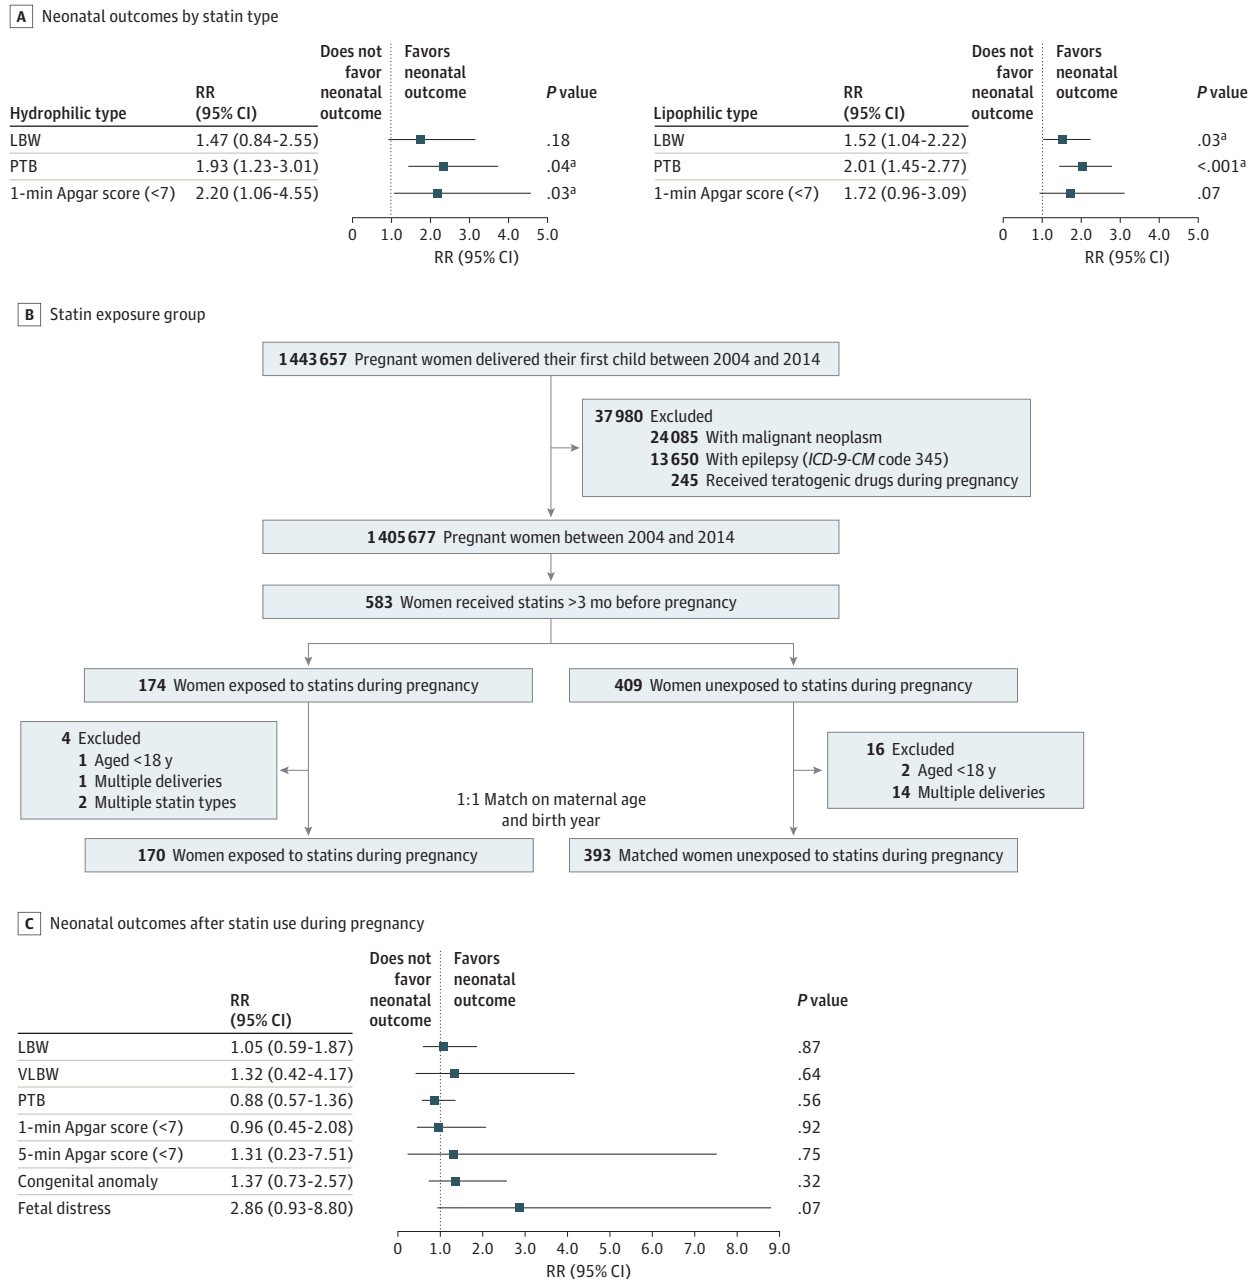 A Neonatal outcomes by statin type
Does not favor neonatal outcome
Favors neonatal outcome
Hydrophilic type RR (95% CI) P value
LBW 1.47 (0.84-2.55) .18
PTB 1.93 (1.23-3.01) .04a
1-min Apgar score (<7) 2.20 (1.06-4.55) .03a
0 1.0 2.0 3.0 4.0 5.0
RR (95% CI)
Does not favor neonatal outcome
Favors neonatal outcome
Lipophilic type RR (95% CI) P value
LBW 1.52 (1.04-2.22) .03a
PTB 2.01 (1.45-2.77) <.001a
1-min Apgar score (<7) 1.72 (0.96-3.09) .07
0 1.0 2.0 3.0 4.0 5.0
RR (95% CI)
B Statin exposure group
1 443 657 Pregnant women delivered their first child between 2004 and 2014
37 980 Excluded
24 085 With malignant neoplasm
13 650 With epilepsy (ICD-9-CM code 345)
245 Received teratogenic drugs during pregnancy
1 405 677 Pregnant women between 2004 and 2014
583 Women received statins >3 mo before pregnancy
174 Women exposed to statins during pregnancy
409 Women unexposed to statins during pregnancy
4 Excluded
1 Aged <18 y
1 Multiple deliveries
2 Multiple statin types
16 Excluded
2 Aged <18 y
14 Multiple deliveries
1:1 Match on maternal age
and birth year
170 Women exposed to statins during pregnancy
393 Matched women unexposed to statins during pregnancy
C Neonatal outcomes after statin use during pregnancy
Does not favor neonatal outcome
Favors neonatal outcome
RR (95% CI) P value
LBW 1.05 (0.59-1.87) .87
VLBW 1.32 (0.42-4.17) .64
PTB 0.88 (0.57-1.36) .56
1-min Apgar score (<7) 0.96 (0.45-2.08) .92
5-min Apgar score (<7) 1.31 (0.23-7.51) .75
Congenital anomaly 1.37 (0.73-2.57) .32
Fetal distress 2.86 (0.93-8.80) .07
0 1.0 2.0 3.0 4.0 5.0 6.0 7.0 8.0 9.0
RR (95% CI)